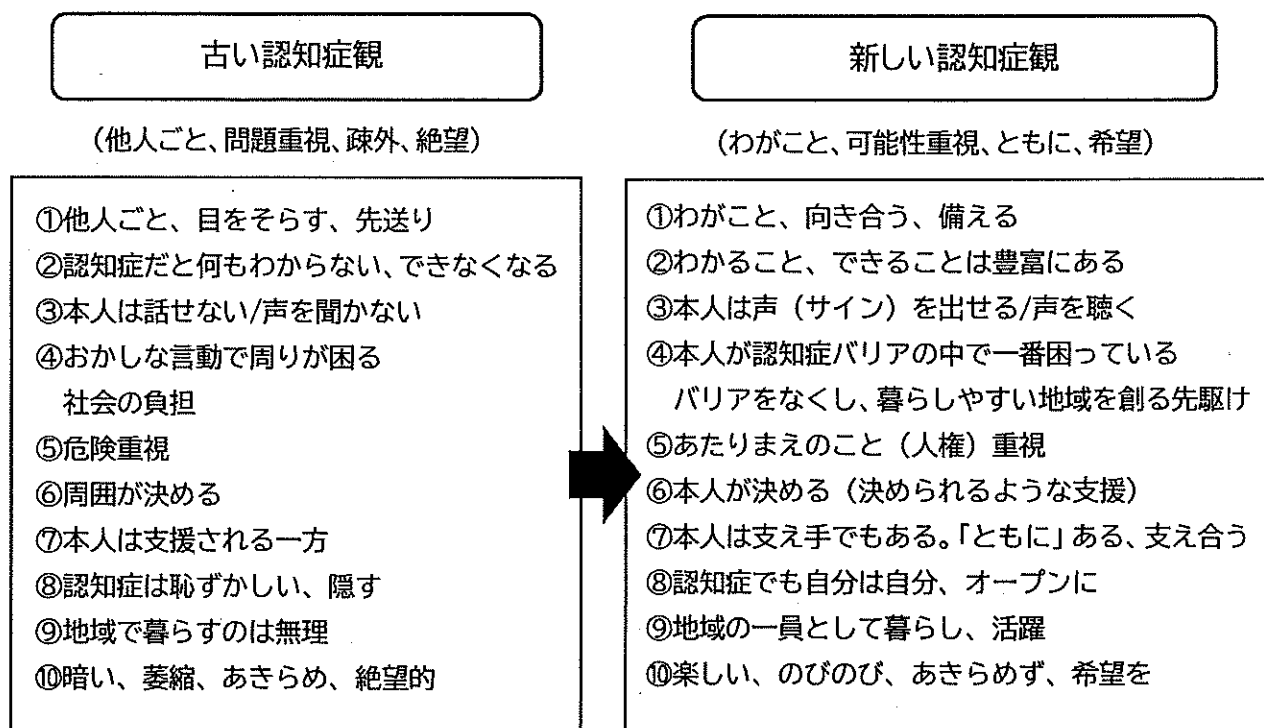 古い認知症観
(他人ごと、問題重視、疎外、絶望)
①他人ごと、目をそらす、先送り
②認知症だと何もわからない、できなくなる
③本人は話せない/声を聞かない
④おかしな言動で周りが困る
社会の負担
⑤危険重視
⑥周囲が決める
⑦本人は支援される一方
⑧認知症は恥ずかしい、隠す
⑨地域で暮らすのは無理
⑩暗い、萎縮、あきらめ、絶望的
新しい認知症観
(わがこと、可能性重視、ともに、希望)
①わがこと、向き合う、備える
②わかること、できることは豊富にある
③本人は声(サイン)を出せる/声を聴く
④本人が認知症バリアの中で一番困っている
バリアをなくし、暮らしやすい地域を創る先駆け
⑤あたりまえのこと(人権)重視
⑥本人が決める(決められるような支援)
⑦本人は支え手でもある。「ともに」ある、支え合う
⑧認知症でも自分は自分、オープンに
⑨地域の一員として暮らし、活躍
⑩楽しい、のびのび、あきらめず、希望を